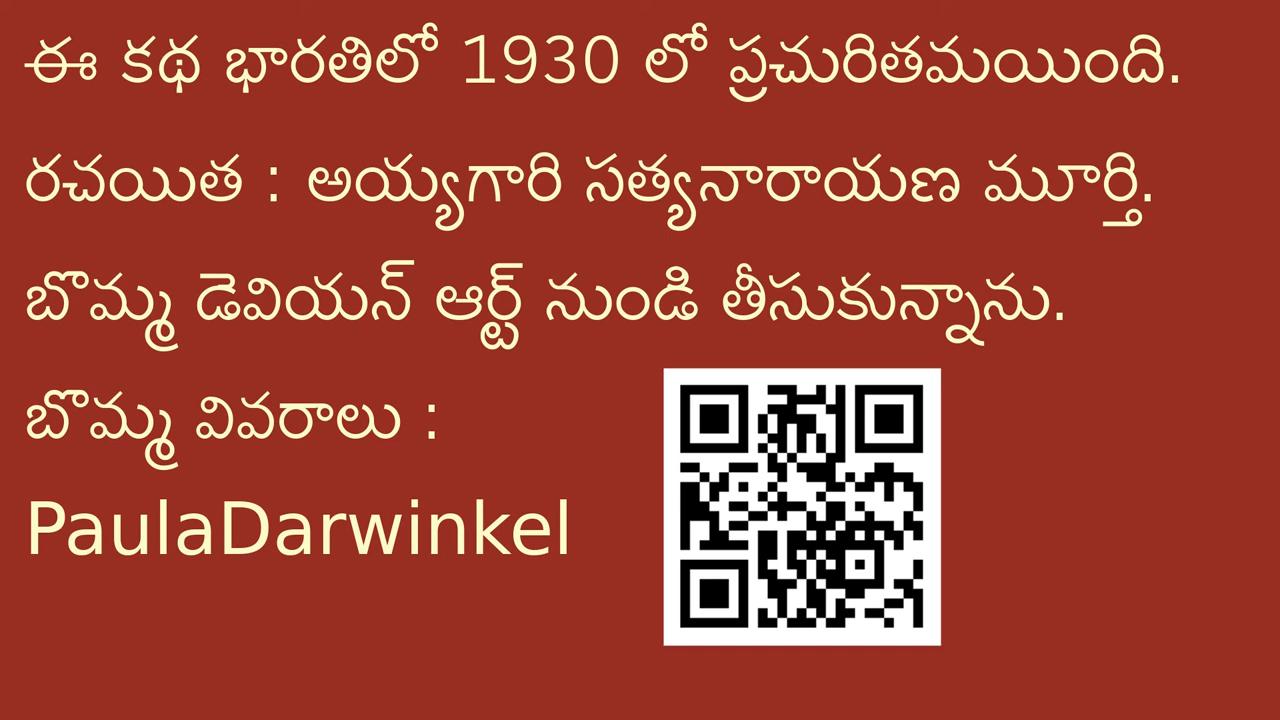 ఈ కథ భారతిలో 1930 లో ప్రచురితమయింది.
రచయిత : అయ్యగారి సత్యనారాయణ మూర్తి.
బొమ్మ డెవియన్ ఆర్ట్ నుండి తీసుకున్నాను.
బొమ్మ వివరాలు :
PaulaDarwinkel